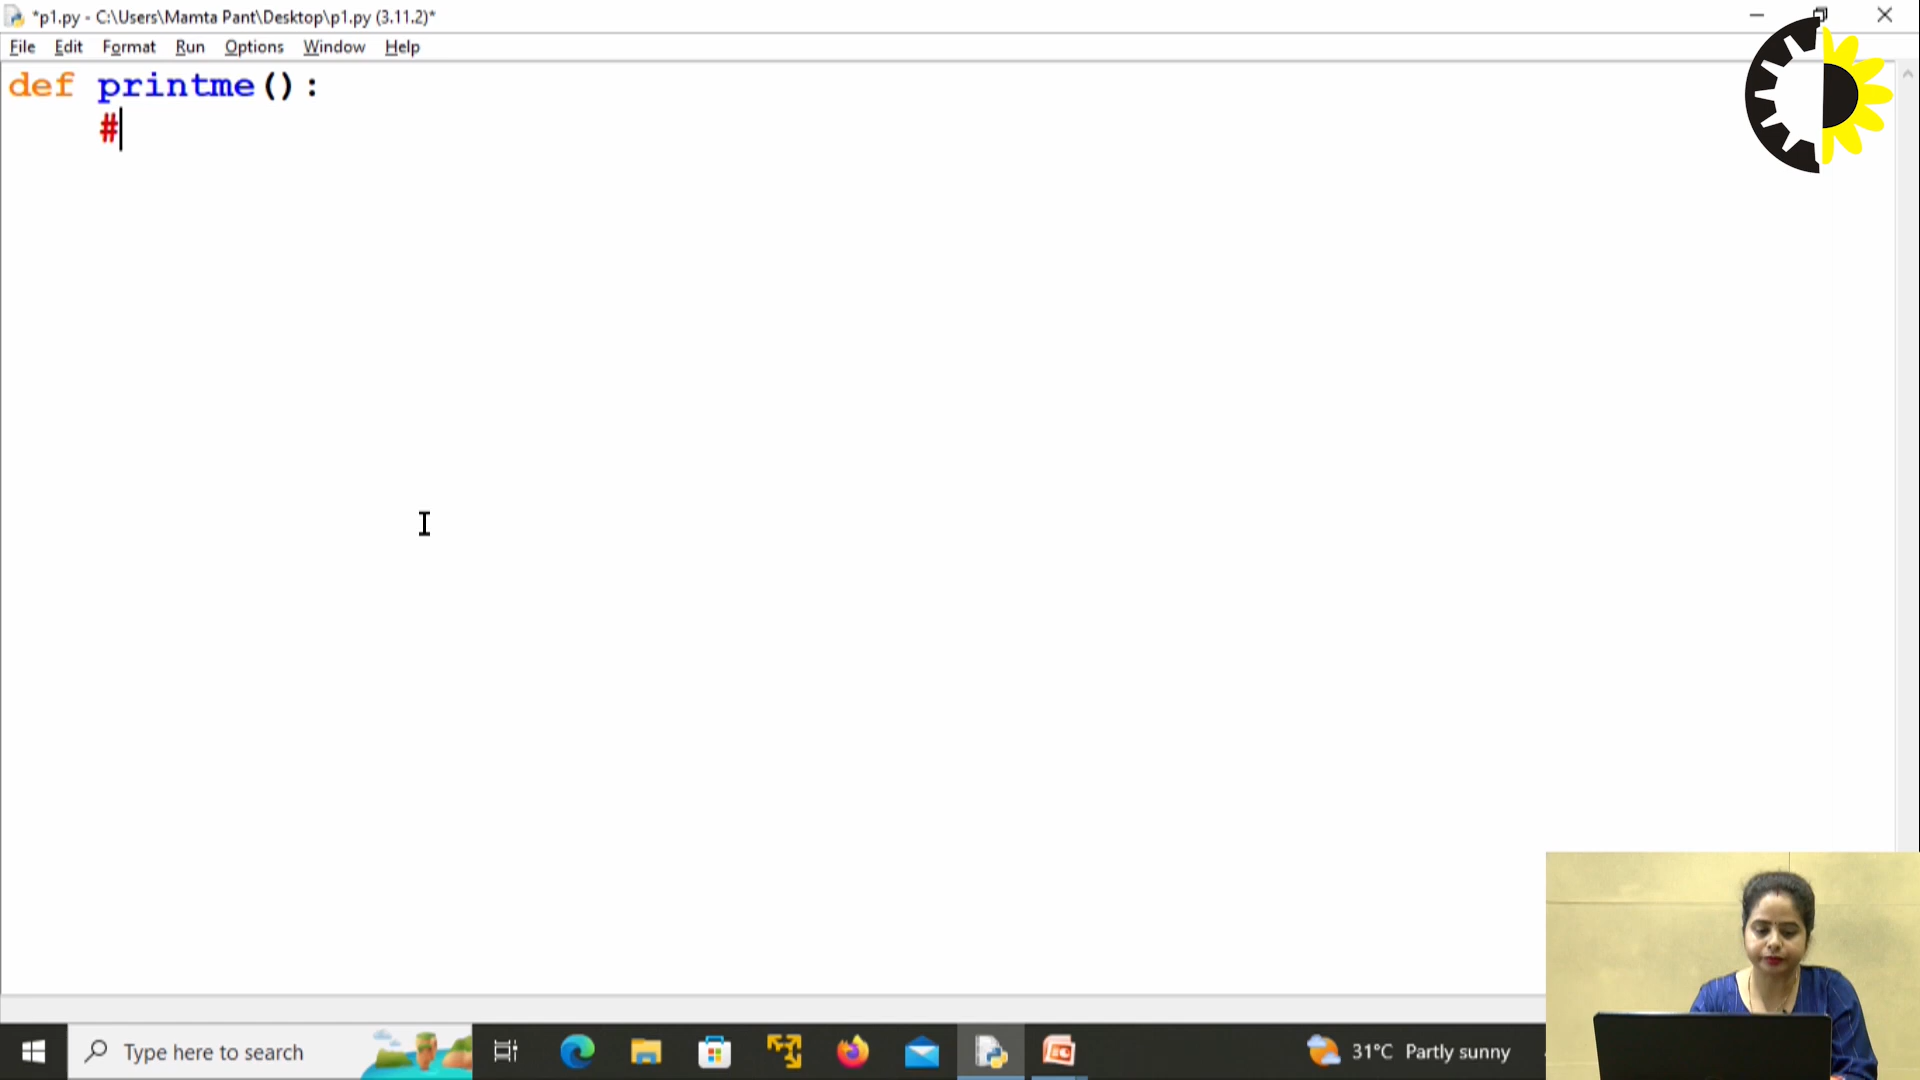 *p1.py - C:\Users\Mamta Pant\Desktop\p1.py (3.11.2)*
File Edit Format Run Options Window Help
def printme():
#
Type here to search
31°C Partly sunny